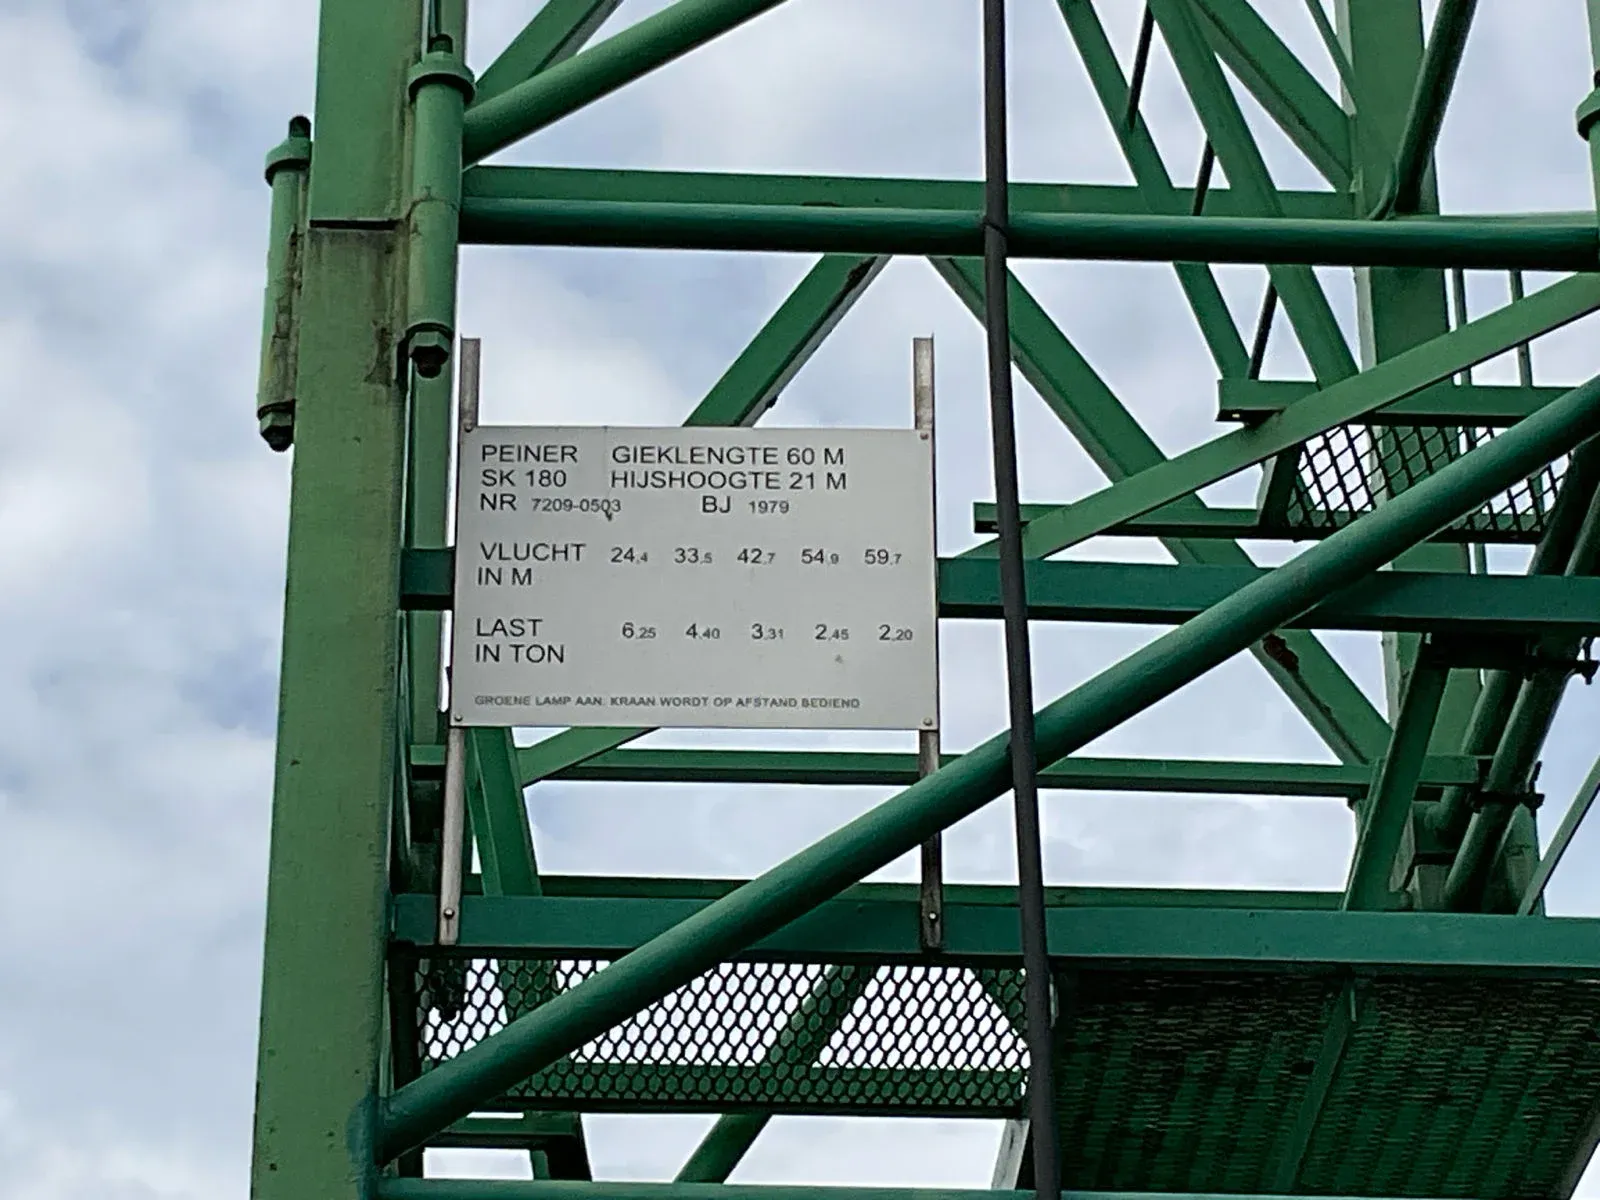 PEINER GIEKLENGTE 60 M
SK 180 HIJSHOOGTE 21 M
NR 7209-0503 BJ 1979
VLUCHT 24,4 33,5 42,7 54,9 59,7
IN M
LAST 6,25 4,40 3,31 2,45 2,20
IN TON
GROENE LAMP AAN: KRAAN WORDT OP AFSTAND BEDIEND